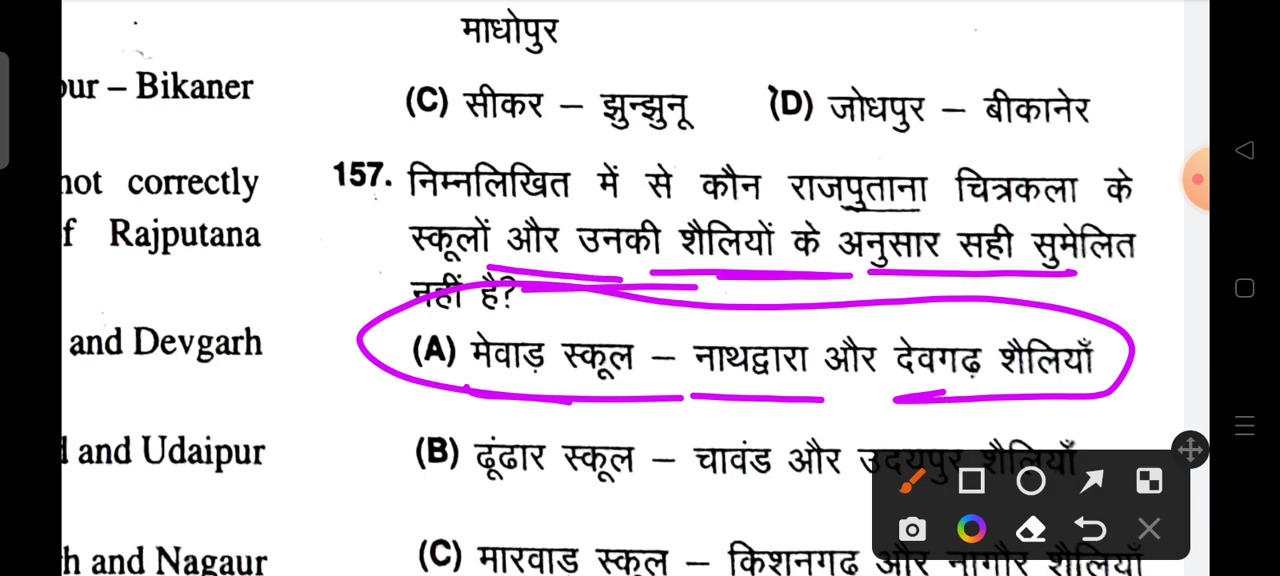 माधोपुर
our – Bikaner
(C) सीकर – झुन्झुनू (D) जोधपुर – बीकानेर
not correctly
157. निम्नलिखित में से कौन राजपुताना चित्रकला के
f Rajputana
स्कूलों और उनकी शैलियों के अनुसार सही सुमेलित
नहीं है?
and Devgarh
(A) मेवाड़ स्कूल – नाथद्वारा और देवगढ़ शैलियाँ
and Udaipur
(B) ढूंढार स्कूल – चावंड और उदयपुर शैलियाँ
h and Nagaur
(C) मारवाड़ स्कूल – किशनगढ़ और नागौर शैलियाँ